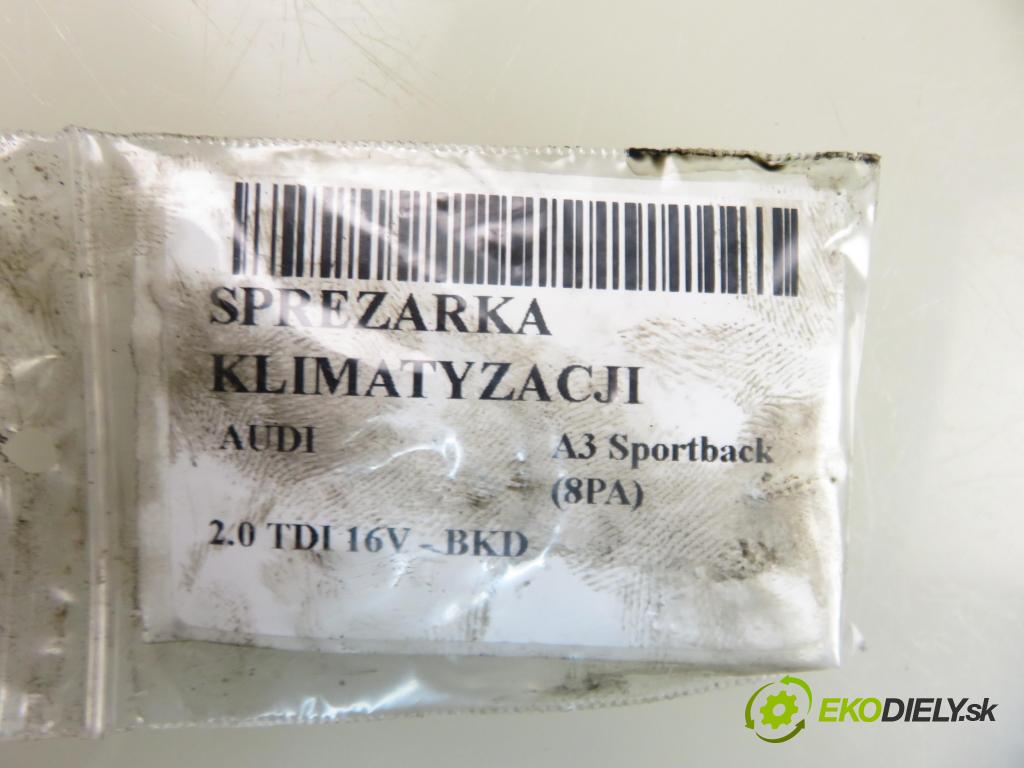 SPREZARKA
KLIMATYZACJI
AUDI A3 Sportback
(8PA)
2.0 TDI 16V - BKD
EKODIELY.sk